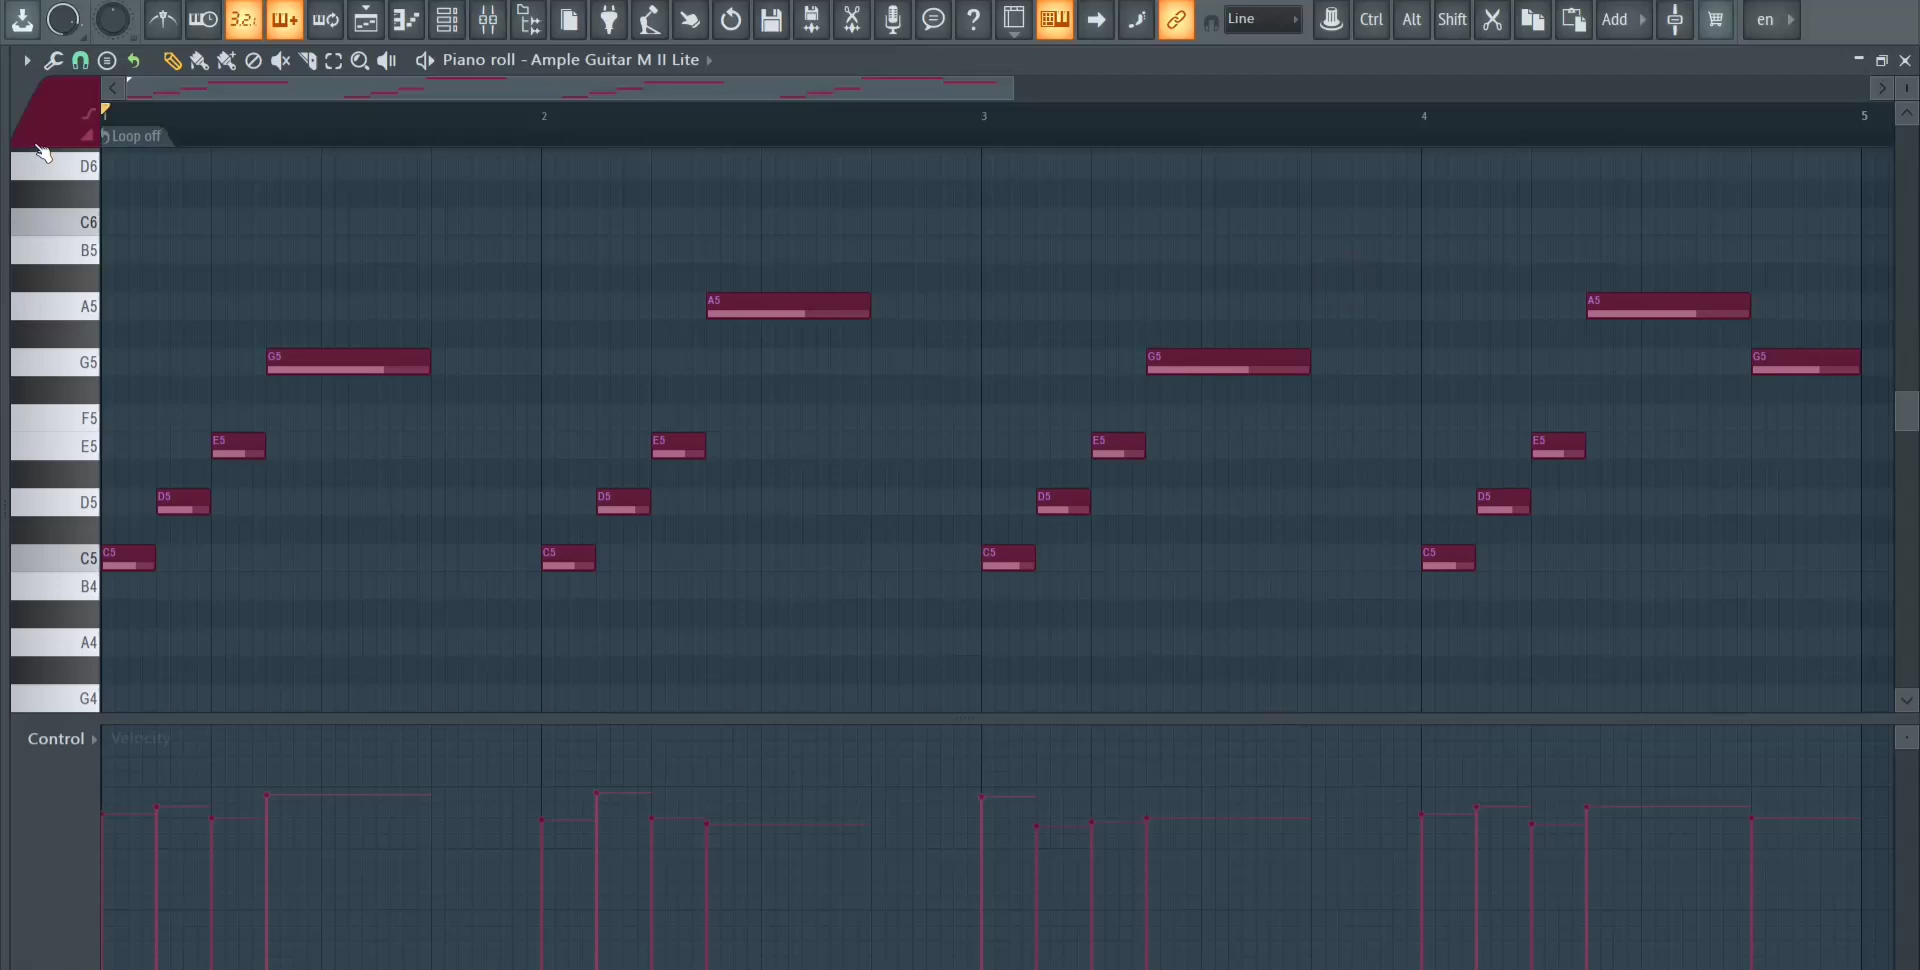 3.2.
Line
Ctrl
Alt
Shift
Add
en
Piano roll - Ample Guitar M II Lite
2
3
4
5
Loop off
D6
C6
B5
A5
A5
A5
G5
G5
G5
G5
F5
E5
E5
E5
E5
E5
D5
D5
D5
D5
D5
C5
C5
C5
C5
C5
B4
A4
G4
Control
Velocity